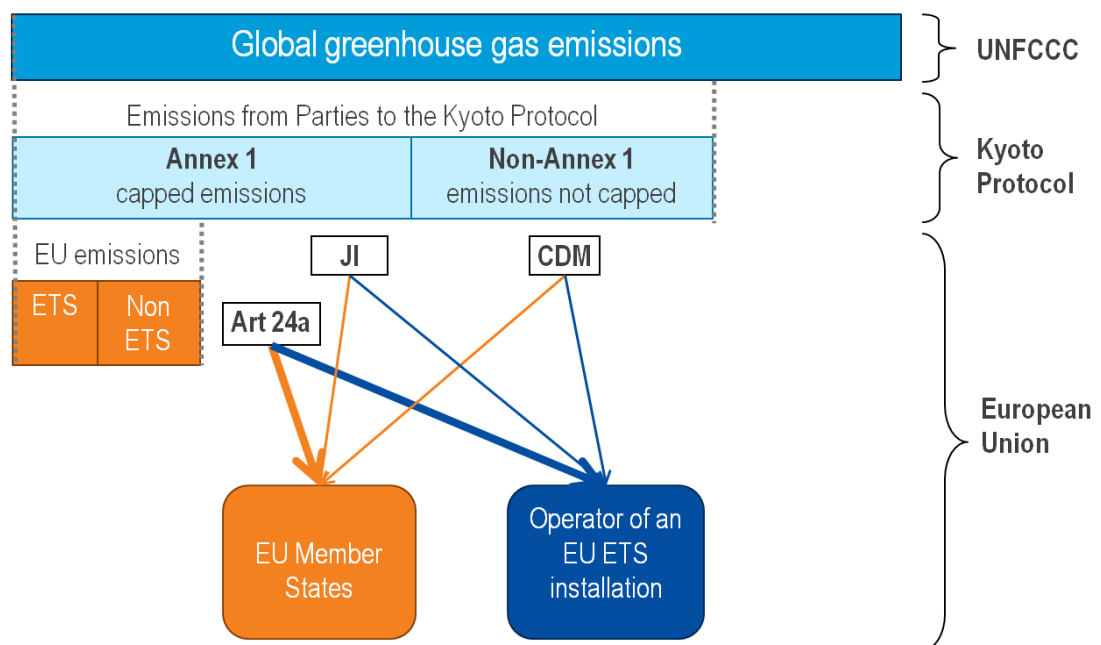 Global greenhouse gas emissions
UNFCCC
Emissions from Parties to the Kyoto Protocol
Annex 1
capped emissions
Non-Annex 1
emissions not capped
Kyoto
Protocol
EU emissions
JI
CDM
ETS
Non
ETS
Art 24a
European
Union
EU Member
States
Operator of an
EU ETS
installation